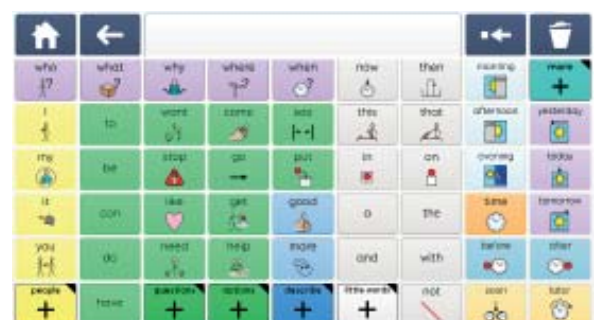 who what why where when now then morning more
I to want come was this that afternoon yesterday
my be stop go put in on evening today
it can like get good a the time tomorrow
you do need help more and with before after
people have questions actions describe little words not soon later